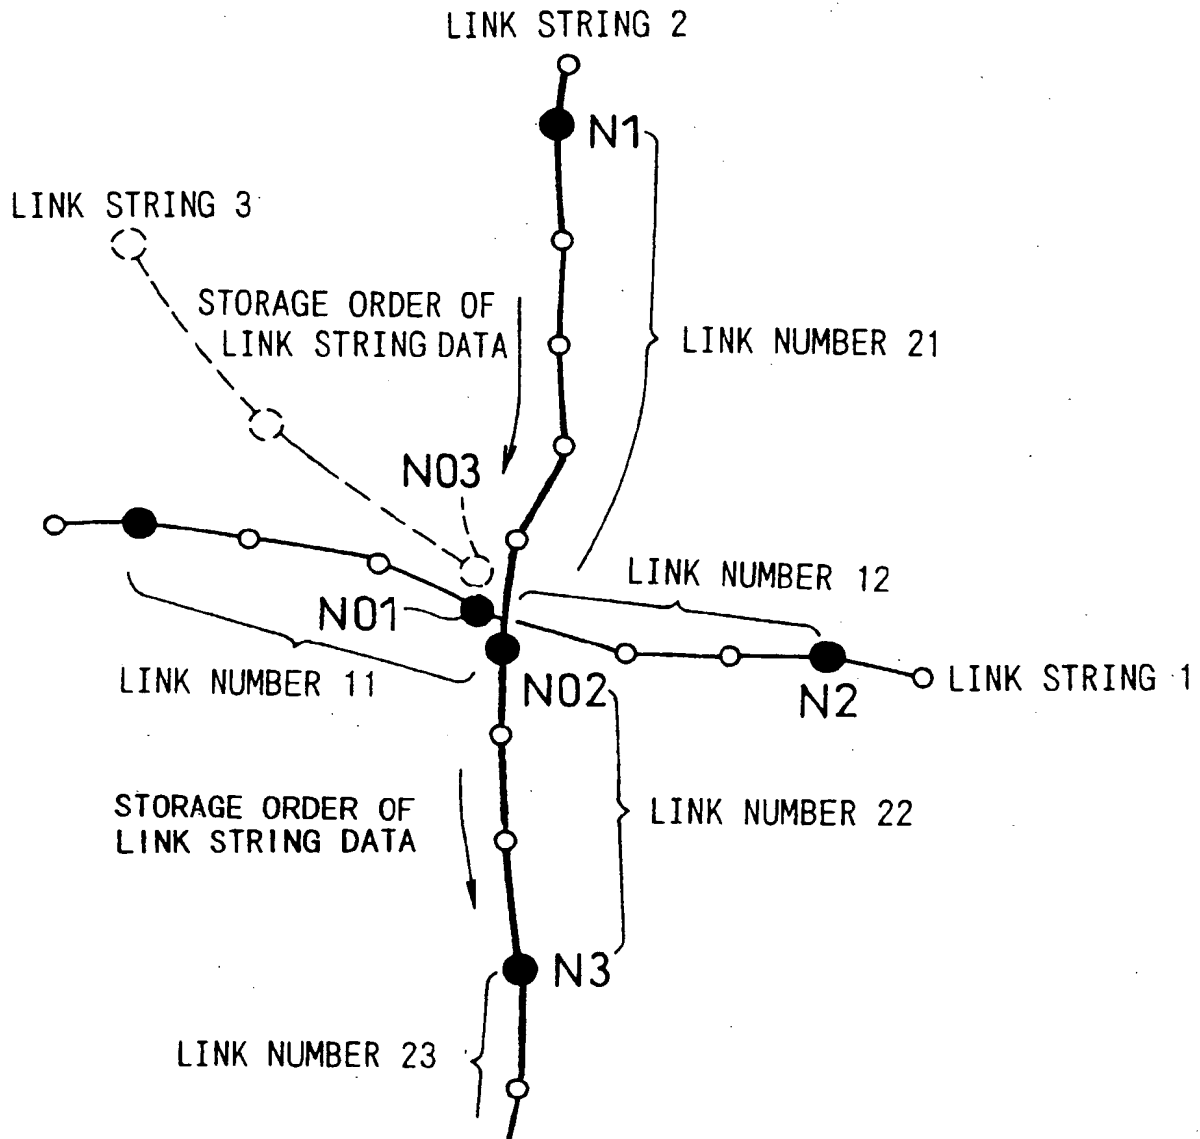 LINK STRING 2
N1
LINK STRING 3
STORAGE ORDER OF
LINK STRING DATA
LINK NUMBER 21
N03
LINK NUMBER 12
N01
LINK NUMBER 11
N02
N2
LINK STRING 1
STORAGE ORDER OF
LINK STRING DATA
LINK NUMBER 22
N3
LINK NUMBER 23